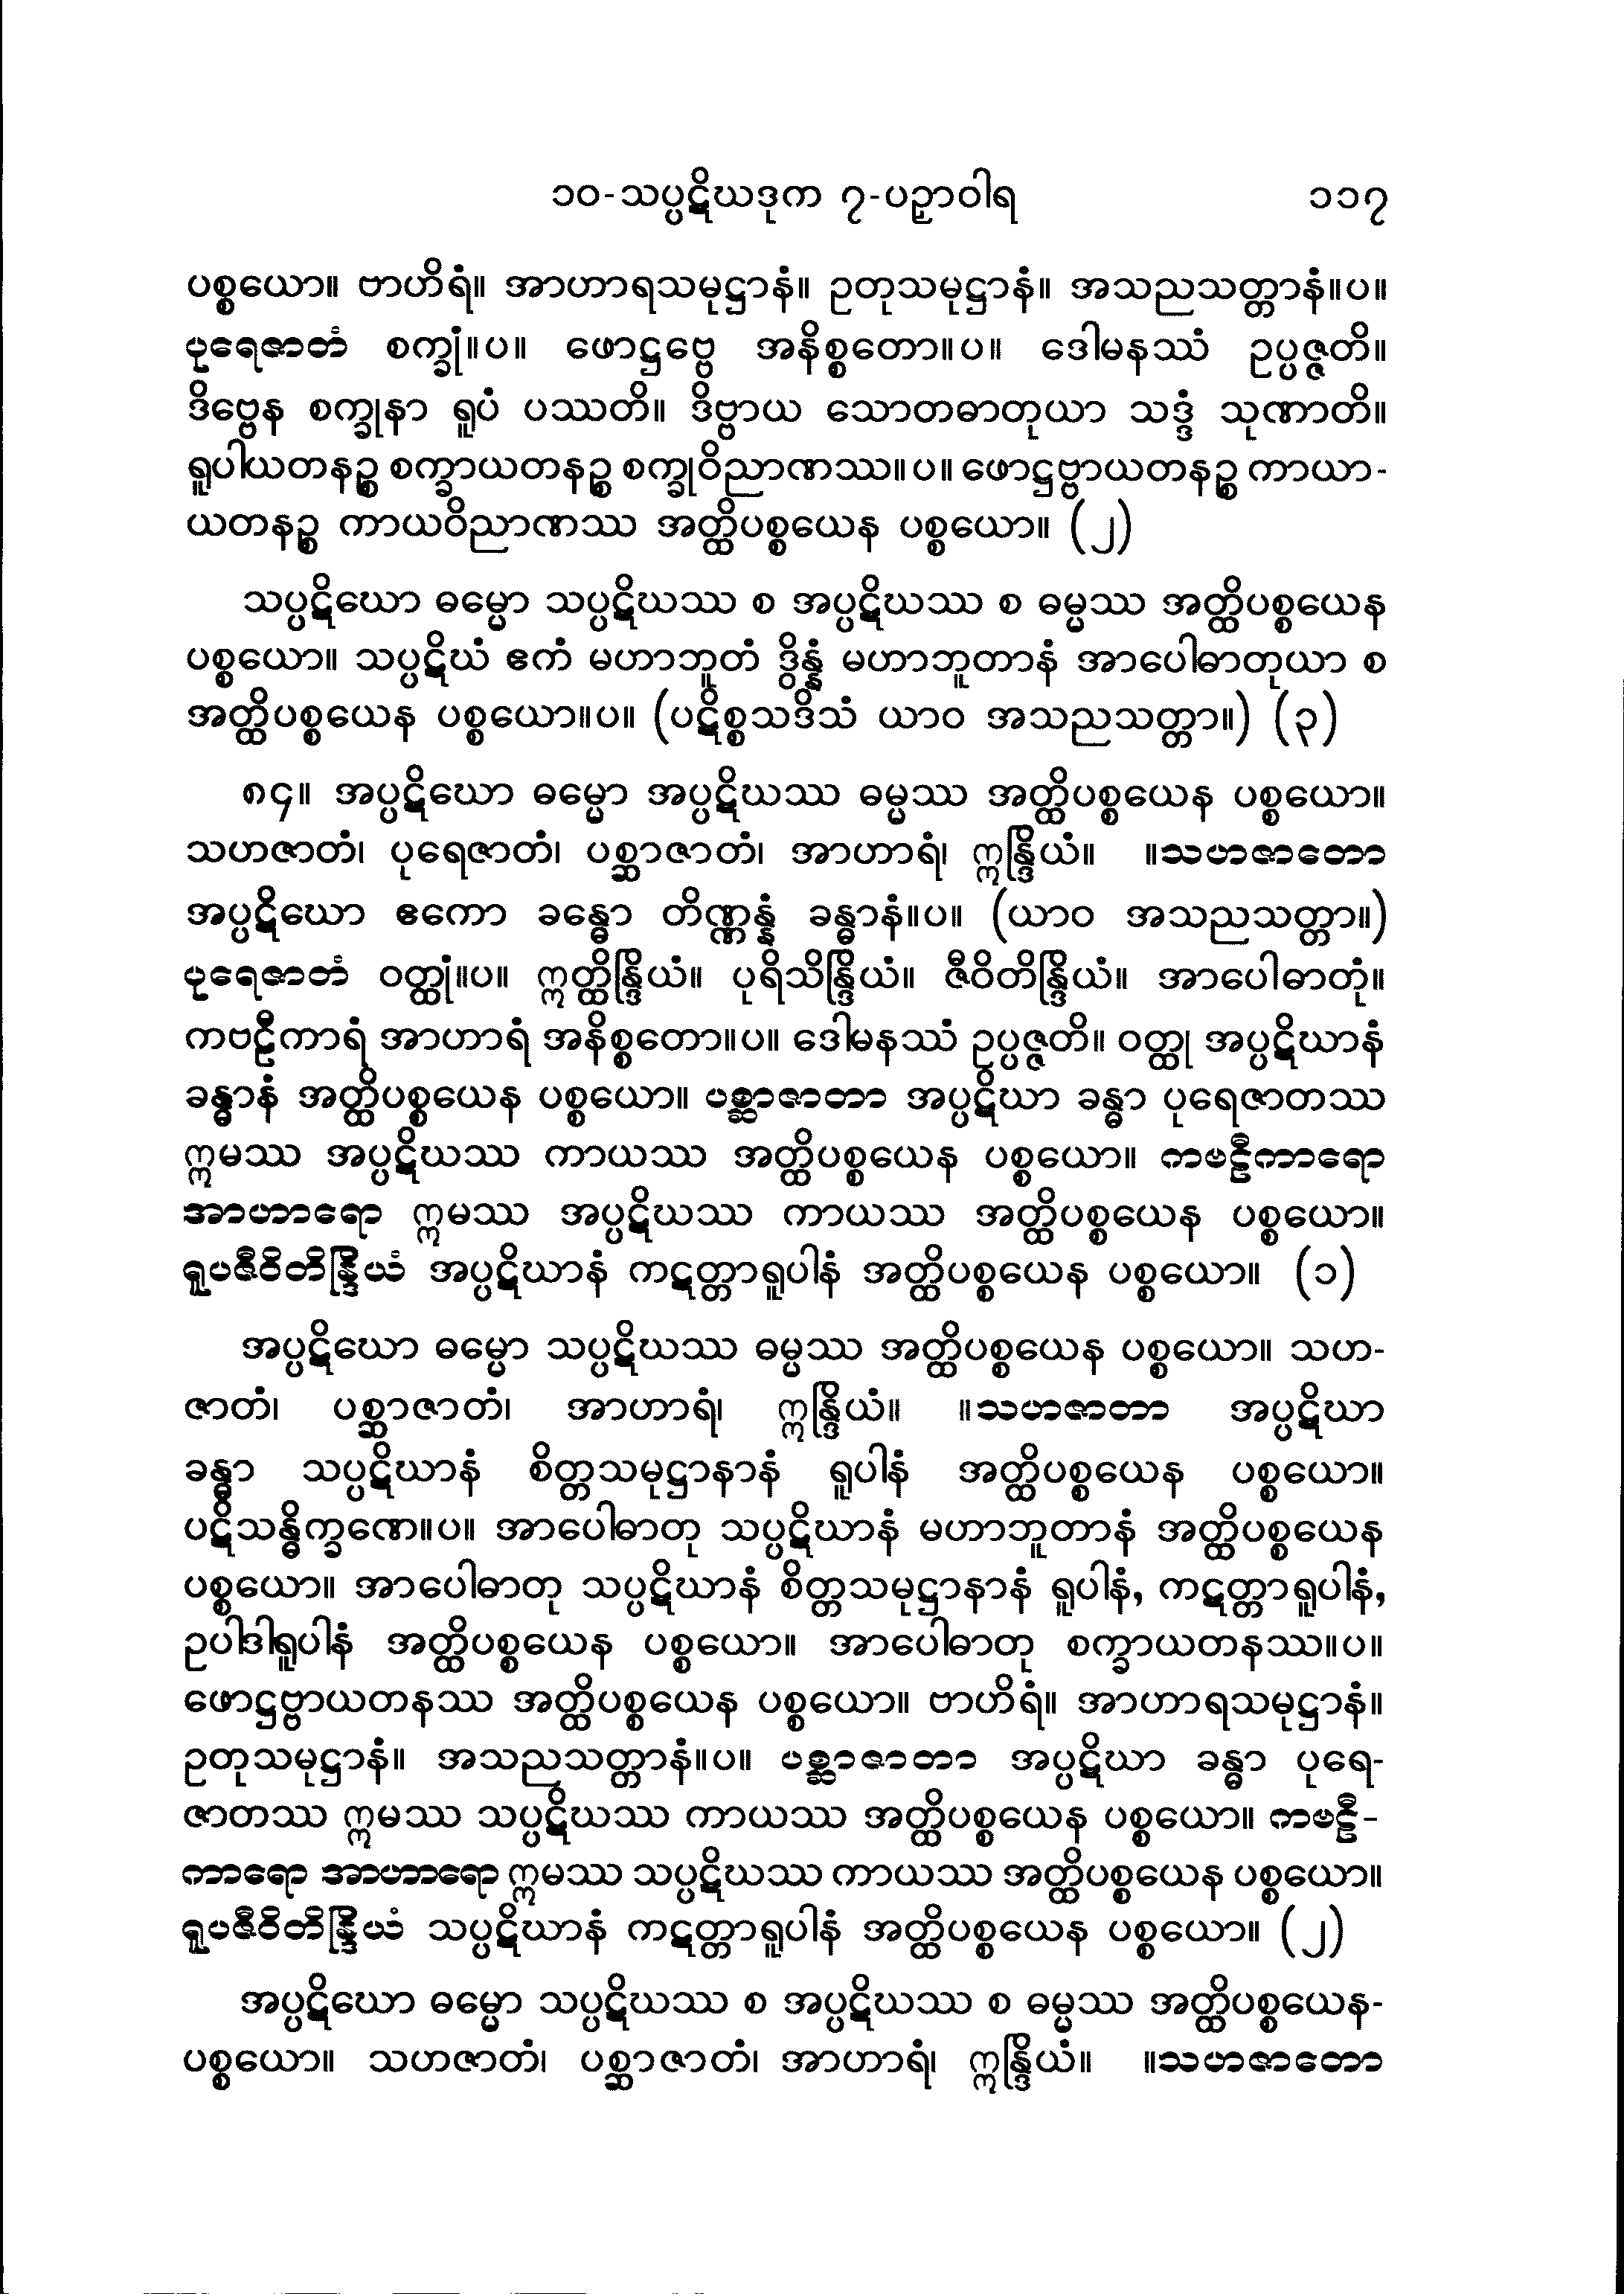 ၁၀-သပ္ပဋိဃဒုက ၇-ပဉှာဝါရ ၁၁၇
ပစ္စယော။ ဗာဟိရံ။ အာဟာရသမုဋ္ဌာနံ။ ဥတုသမုဋ္ဌာနံ။ အသညသတ္တာနံ။ပ။
ပုရေဇာတံ စက္ခုံ။ပ။ ဖောဋ္ဌဗ္ဗေ အနိစ္စတော။ပ။ ဒေါမနဿံ ဥပ္ပဇ္ဇတိ။
ဒိဗ္ဗေန စက္ခုနာ ရူပံ ပဿတိ။ ဒိဗ္ဗာယ သောတဓာတုယာ သဒ္ဒံ သုဏာတိ။
ရူပါယတနဉ္စ စက္ခာယတနဉ္စ စက္ခုဝိညာဏဿ။ပ။ ဖောဋ္ဌဗ္ဗာယတနဉ္စ ကာယာ-
ယတနဉ္စ ကာယဝိညာဏဿ အတ္ထိပစ္စယေန ပစ္စယော။ (၂)
သပ္ပဋိဃော ဓမ္မော သပ္ပဋိဃဿ စ အပ္ပဋိဃဿ စ ဓမ္မဿ အတ္ထိပစ္စယေန
ပစ္စယော။ သပ္ပဋိဃံ ဧကံ မဟာဘူတံ ဒွိန္နံ မဟာဘူတာနံ အာပေါဓာတုယာ စ
အတ္ထိပစ္စယေန ပစ္စယော။ပ။ (ပဋိစ္စသဒိသံ ယာဝ အသညသတ္တာ။) (၃)
၈၄။ အပ္ပဋိဃော ဓမ္မော အပ္ပဋိဃဿ ဓမ္မဿ အတ္ထိပစ္စယေန ပစ္စယော။
သဟဇာတံ၊ ပုရေဇာတံ၊ ပစ္ဆာဇာတံ၊ အာဟာရံ၊ ဣန္ဒြိယံ။ ။သဟဇာတော
အပ္ပဋိဃော ဧကော ခန္ဓော တိဏ္ဏန္နံ ခန္ဓာနံ။ပ။ (ယာဝ အသညသတ္တာ။)
ပုရေဇာတံ ဝတ္ထုံ။ပ။ ဣတ္ထိန္ဒြိယံ။ ပုရိသိန္ဒြိယံ။ ဇီဝိတိန္ဒြိယံ။ အာပေါဓာတုံ။
ကဗဠီကာရံ အာဟာရံ အနိစ္စတော။ပ။ ဒေါမနဿံ ဥပ္ပဇ္ဇတိ။ ဝတ္ထု အပ္ပဋိဃာနံ
ခန္ဓာနံ အတ္ထိပစ္စယေန ပစ္စယော။ ပစ္ဆာဇာတာ အပ္ပဋိဃာ ခန္ဓာ ပုရေဇာတဿ
ဣမဿ အပ္ပဋိဃဿ ကာယဿ အတ္ထိပစ္စယေန ပစ္စယော။ ကဗဠီကာရော
အာဟာရော ဣမဿ အပ္ပဋိဃဿ ကာယဿ အတ္ထိပစ္စယေန ပစ္စယော။
ရူပဇီဝိတိန္ဒြိယံ အပ္ပဋိဃာနံ ကဋတ္တာရူပါနံ အတ္ထိပစ္စယေန ပစ္စယော။ (၁)
အပ္ပဋိဃော ဓမ္မော သပ္ပဋိဃဿ ဓမ္မဿ အတ္ထိပစ္စယေန ပစ္စယော။ သဟ-
ဇာတံ၊ ပစ္ဆာဇာတံ၊ အာဟာရံ၊ ဣန္ဒြိယံ။ ။သဟဇာတာ အပ္ပဋိဃာ
ခန္ဓာ သပ္ပဋိဃာနံ စိတ္တသမုဋ္ဌာနာနံ ရူပါနံ အတ္ထိပစ္စယေန ပစ္စယော။
ပဋိသန္ဓိက္ခဏေ။ပ။ အာပေါဓာတု သပ္ပဋိဃာနံ မဟာဘူတာနံ အတ္ထိပစ္စယေန
ပစ္စယော။ အာပေါဓာတု သပ္ပဋိဃာနံ စိတ္တသမုဋ္ဌာနာနံ ရူပါနံ, ကဋတ္တာရူပါနံ,
ဥပါဒါရူပါနံ အတ္ထိပစ္စယေန ပစ္စယော။ အာပေါဓာတု စက္ခာယတနဿ။ပ။
ဖောဋ္ဌဗ္ဗာယတနဿ အတ္ထိပစ္စယေန ပစ္စယော။ ဗာဟိရံ။ အာဟာရသမုဋ္ဌာနံ။
ဥတုသမုဋ္ဌာနံ။ အသညသတ္တာနံ။ပ။ ပစ္ဆာဇာတာ အပ္ပဋိဃာ ခန္ဓာ ပုရေ-
ဇာတဿ ဣမဿ သပ္ပဋိဃဿ ကာယဿ အတ္ထိပစ္စယေန ပစ္စယော။ ကဗဠီ-
ကာရော အာဟာရော ဣမဿ သပ္ပဋိဃဿ ကာယဿ အတ္ထိပစ္စယေန ပစ္စယော။
ရူပဇီဝိတိန္ဒြိယံ သပ္ပဋိဃာနံ ကဋတ္တာရူပါနံ အတ္ထိပစ္စယေန ပစ္စယော။ (၂)
အပ္ပဋိဃော ဓမ္မော သပ္ပဋိဃဿ စ အပ္ပဋိဃဿ စ ဓမ္မဿ အတ္ထိပစ္စယေန-
ပစ္စယော။ သဟဇာတံ၊ ပစ္ဆာဇာတံ၊ အာဟာရံ၊ ဣန္ဒြိယံ။ ။သဟဇာတော